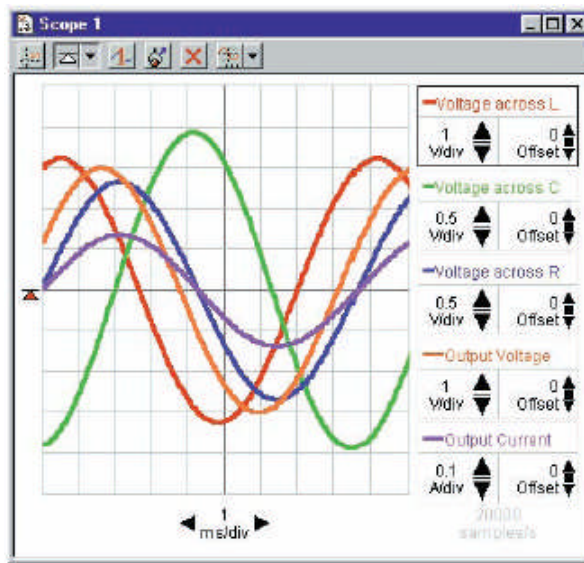 Scope 1
Voltage across L
1 0
V/div Offset
Voltage across C
0.5 0
V/div Offset
Voltage across R
0.5 0
V/div Offset
Output Voltage
1 0
V/div Offset
Output Current
0.1 0
A/div Offset
1
ms/div
20000
samples/s